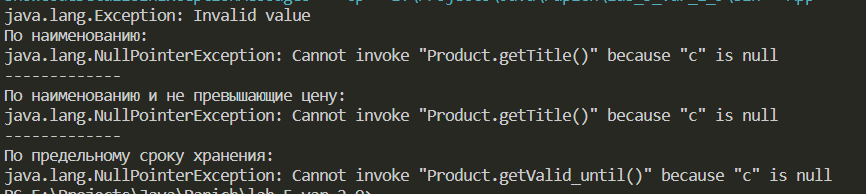 java.lang.Exception: Invalid value
По наименованию:
java.lang.NullPointerException: Cannot invoke "Product.getTitle()" because "c" is null
-------------
По наименованию и не превышающие цену:
java.lang.NullPointerException: Cannot invoke "Product.getTitle()" because "c" is null
-------------
По предельному сроку хранения:
java.lang.NullPointerException: Cannot invoke "Product.getValid_until()" because "c" is null